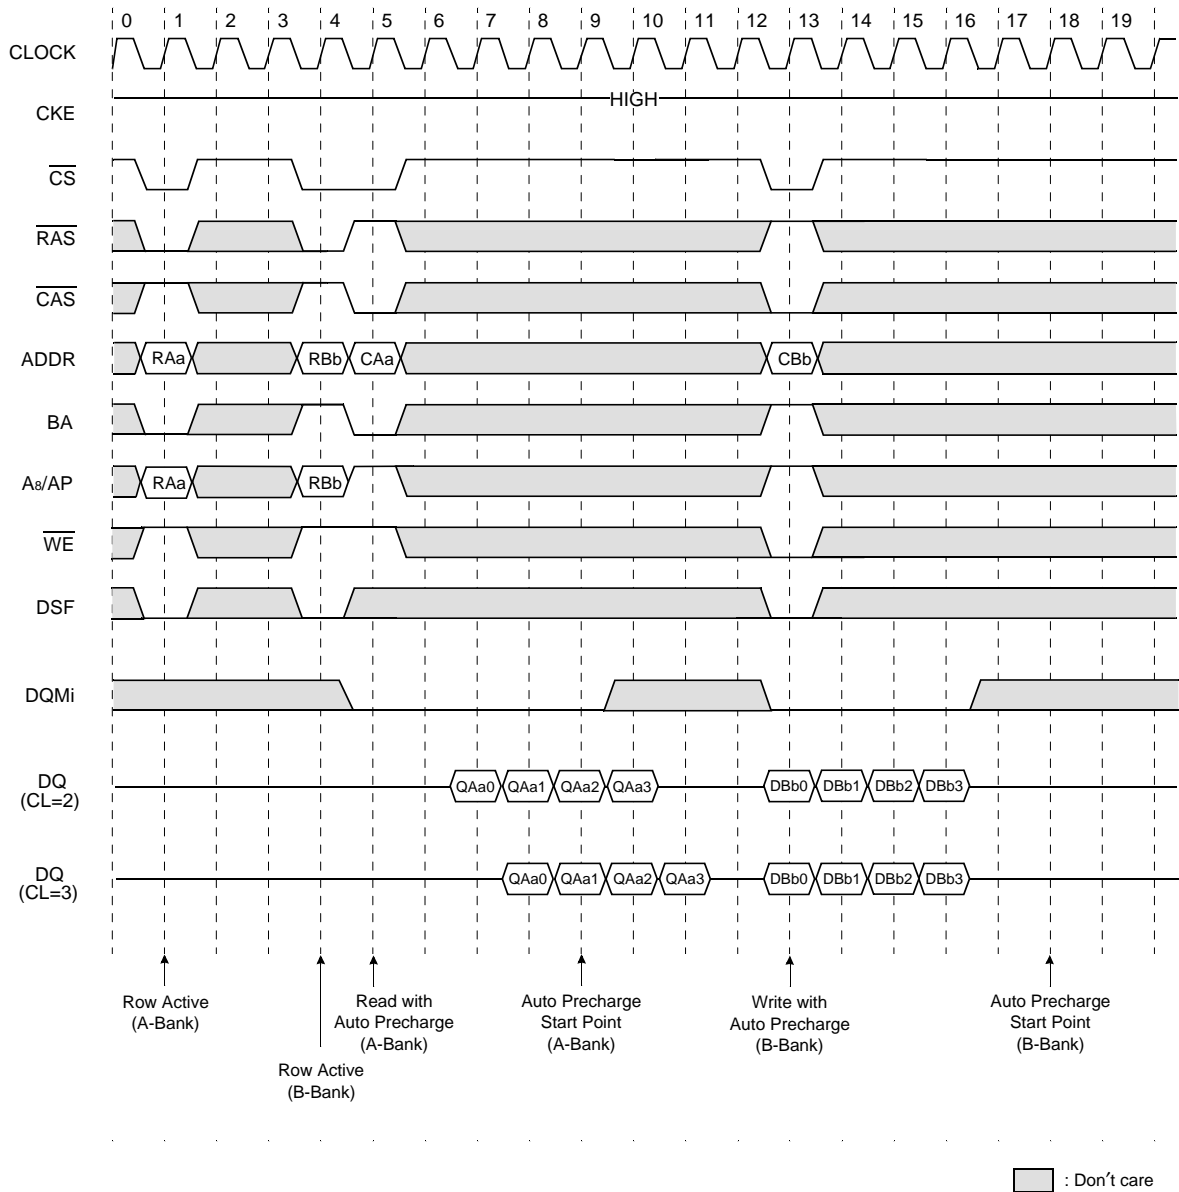 0 1 2 3 4 5 6 7 8 9 10 11 12 13 14 15 16 17 18 19
CLOCK
CKE
HIGH
CS
RAS
CAS
ADDR
RAa
RBb
CAa
CBb
BA
A8/AP
RAa
RBb
WE
DSF
DQMi
DQ
(CL=2)
QAa0 QAa1 QAa2 QAa3 DBb0 DBb1 DBb2 DBb3
DQ
(CL=3)
QAa0 QAa1 QAa2 QAa3 DBb0 DBb1 DBb2 DBb3
Row Active
(A-Bank)
Row Active
(B-Bank)
Read with
Auto Precharge
(A-Bank)
Auto Precharge
Start Point
(A-Bank)
Write with
Auto Precharge
(B-Bank)
Auto Precharge
Start Point
(B-Bank)
: Don′t care